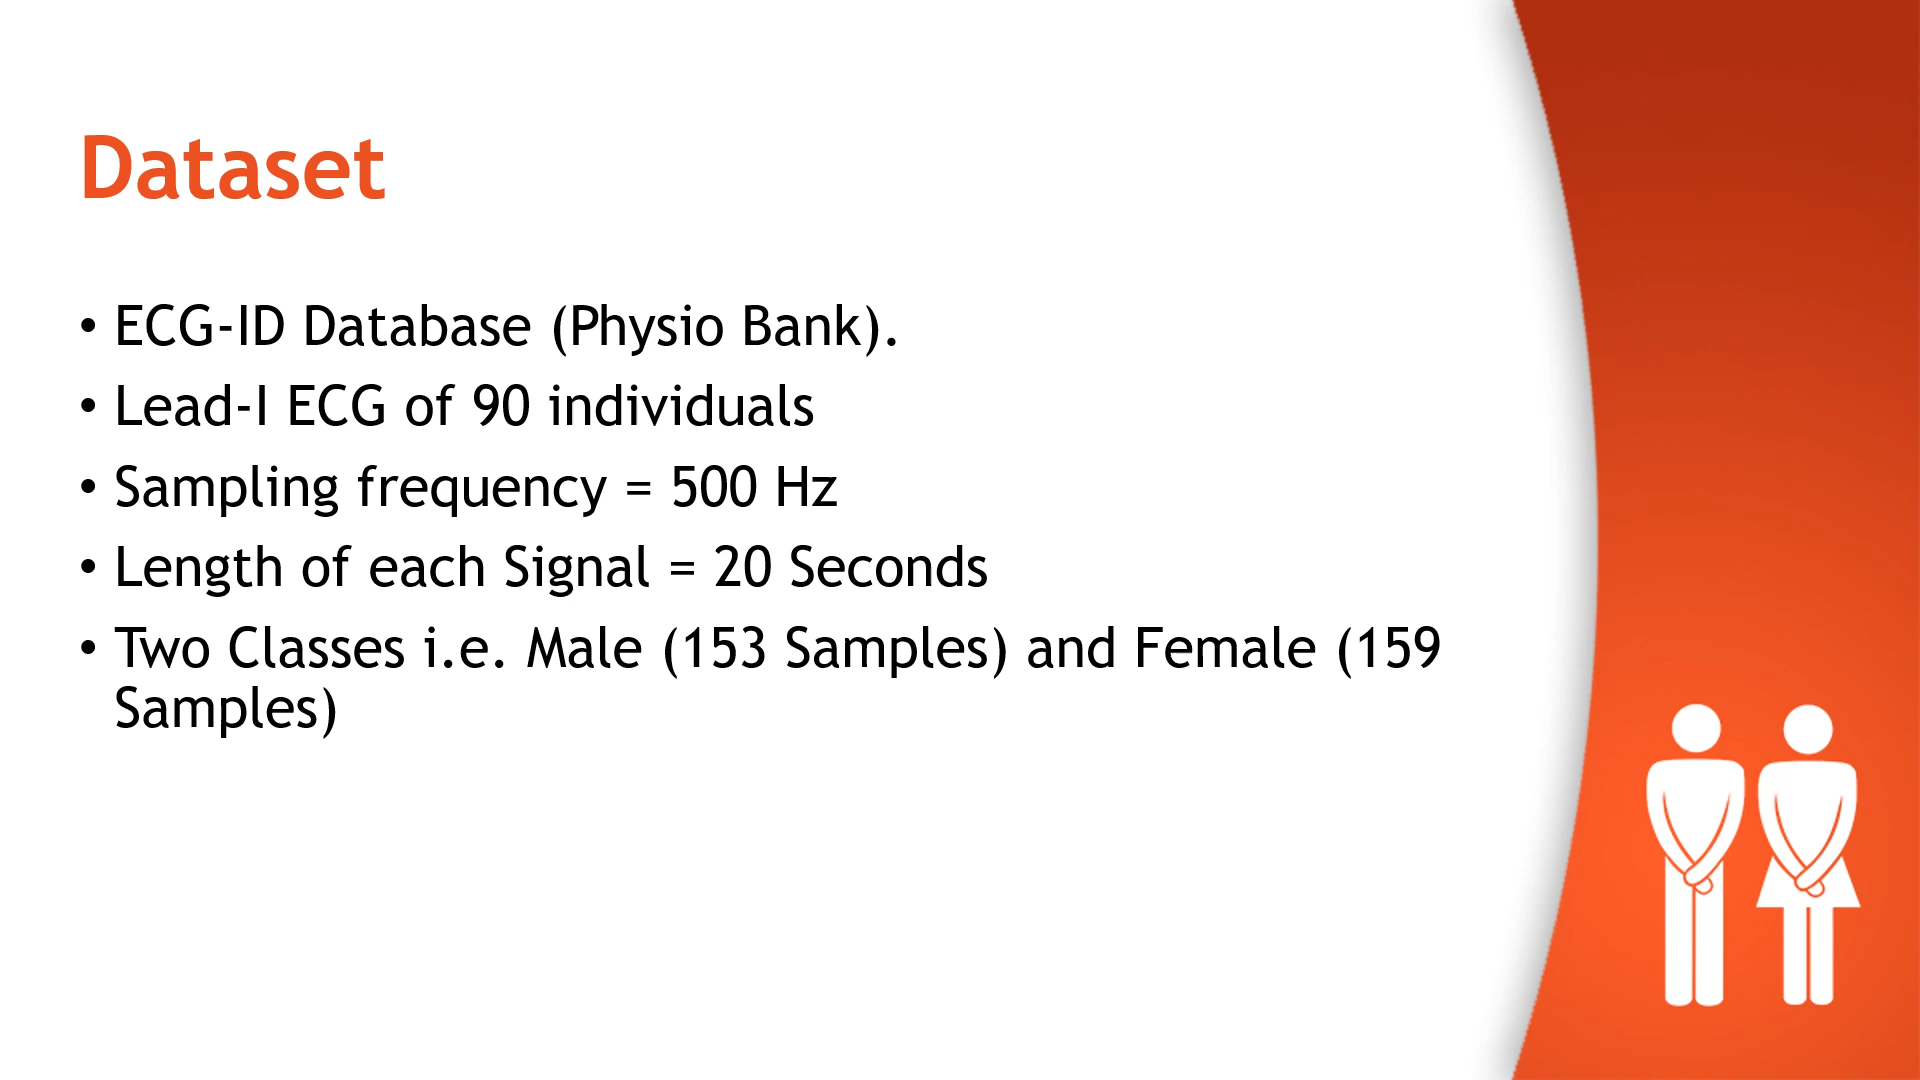 Dataset
• ECG-ID Database (Physio Bank).
• Lead-I ECG of 90 individuals
• Sampling frequency = 500 Hz
• Length of each Signal = 20 Seconds
• Two Classes i.e. Male (153 Samples) and Female (159
Samples)